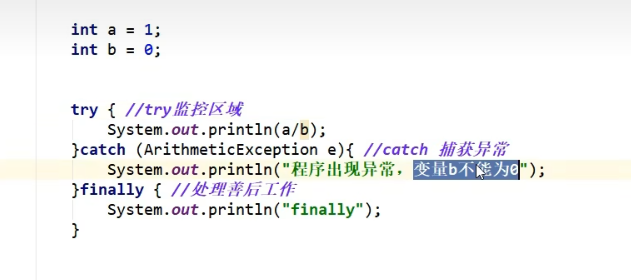 int a = 1;
int b = 0;
try { //try监控区域
System.out.println(a/b);
}catch (ArithmeticException e){ //catch 捕获异常
System.out.println("程序出现异常，变量b不能为0");
}finally { //处理善后工作
System.out.println("finally");
}